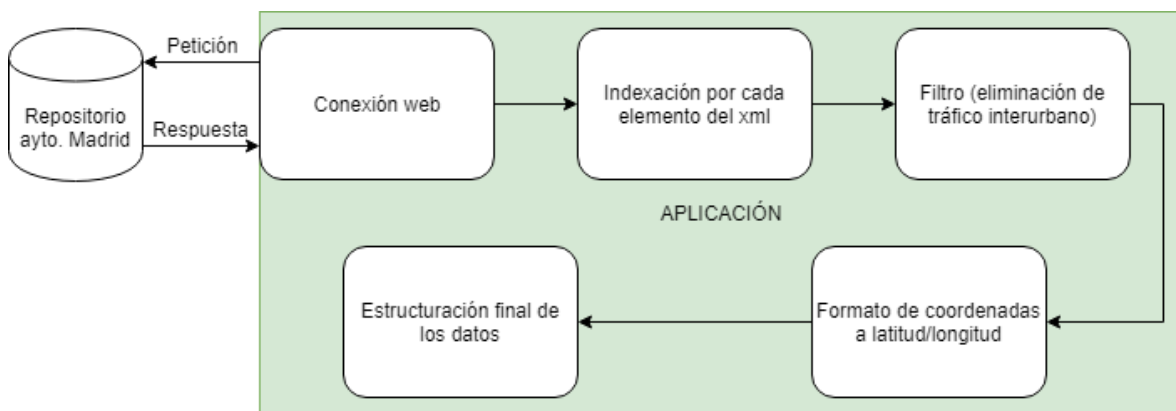 Petición
Repositorio
ayto. Madrid
Respuesta
Conexión web
Indexación por cada
elemento del xml
Filtro (eliminación de
tráfico interurbano)
APLICACIÓN
Estructuración final de
los datos
Formato de coordenadas
a latitud/longitud